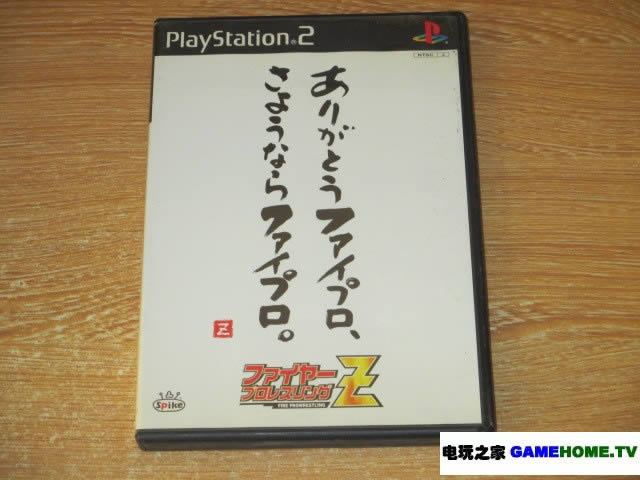 PlayStation®2
NTSC J
ありがとうファイプロ、
さようならファイプロ。
Z
ファイヤー
プロレスリング
Z
FIRE PROWRESTLING
Spike
电玩之家 GAMEHOME.TV